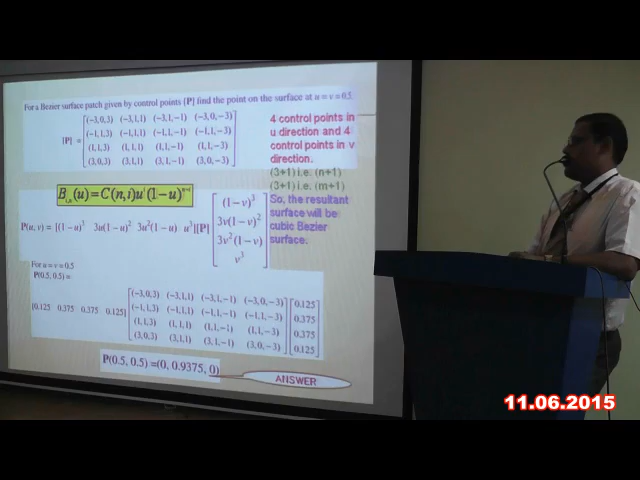 For a Bezier surface patch given by control points [P] find the point on the surface at u = v = 0.5.
[P] = [(−3,0,3) (−3,1,1) (−3,1,−1) (−3,0,−3)
(−1,1,3) (−1,1,1) (−1,1,−1) (−1,1,−3)
(1,1,3) (1,1,1) (1,1,−1) (1,1,−3)
(3,0,3) (3,1,1) (3,1,−1) (3,0,−3)]
4 control points in
u direction and 4
control points in v
direction.
(3+1) i.e. (n+1)
(3+1) i.e. (m+1)
So, the resultant
surface will be
cubic Bezier
surface.
B i,n (u) = C(n,i)uⁱ(1−u)ⁿ⁻ⁱ
P(u, v) = [(1−u)³ 3u(1−u)² 3u²(1−u) u³][P] [(1−v)³
3v(1−v)²
3v²(1−v)
v³]
For u = v = 0.5
P(0.5, 0.5) =
[0.125 0.375 0.375 0.125] [(−3,0,3) (−3,1,1) (−3,1,−1) (−3,0,−3)] [0.125]
(−1,1,3) (−1,1,1) (−1,1,−1) (−1,1,−3) 0.375
(1,1,3) (1,1,1) (1,1,−1) (1,1,−3) 0.375
(3,0,3) (3,1,1) (3,1,−1) (3,0,−3) 0.125
P(0.5, 0.5) =(0, 0.9375, 0)
ANSWER
11.06.2015